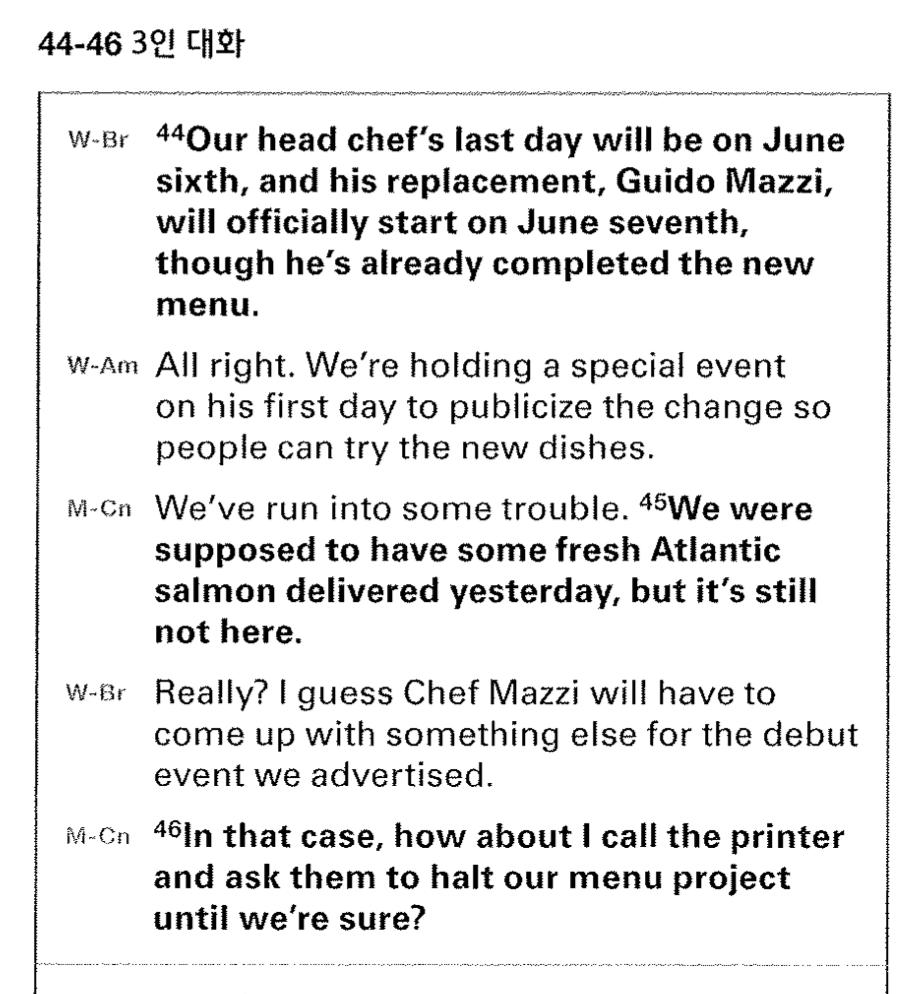 44-46 3인 대화
W-Br 44Our head chef's last day will be on June
sixth, and his replacement, Guido Mazzi,
will officially start on June seventh,
though he's already completed the new
menu.
W-Am All right. We're holding a special event
on his first day to publicize the change so
people can try the new dishes.
M-Cn We've run into some trouble. 45We were
supposed to have some fresh Atlantic
salmon delivered yesterday, but it's still
not here.
W-Br Really? I guess Chef Mazzi will have to
come up with something else for the debut
event we advertised.
M-Cn 46In that case, how about I call the printer
and ask them to halt our menu project
until we're sure?